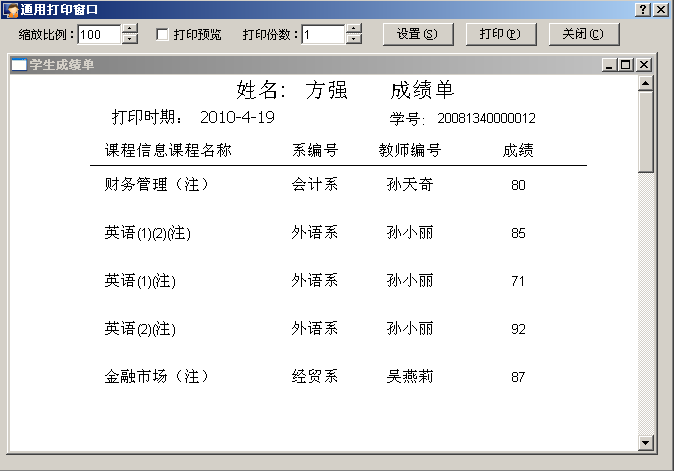 通用打印窗口
缩放比例: 100 打印预览 打印份数: 1 设置(S) 打印(P) 关闭(C)
学生成绩单
姓名: 方强 成绩单
打印时期: 2010-4-19 学号: 20081340000012
课程信息课程名称 系编号 教师编号 成绩
财务管理（注） 会计系 孙天奇 80
英语(1)(2)(注) 外语系 孙小丽 85
英语(1)(注) 外语系 孙小丽 71
英语(2)(注) 外语系 孙小丽 92
金融市场（注） 经贸系 吴燕莉 87